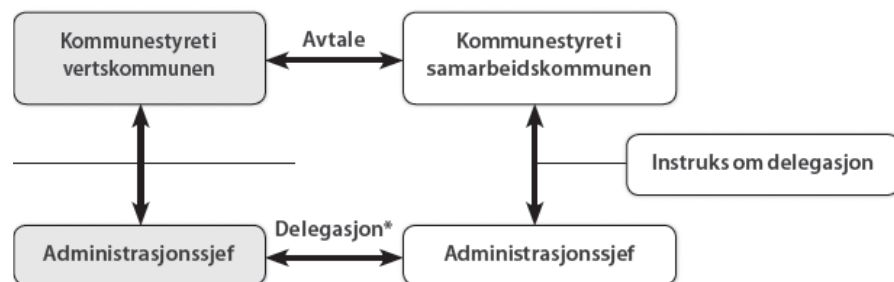 Kommunestyret i
vertskommunen
Avtale
Kommunestyret i
samarbeidskommunen
Instruks om delegasjon
Administrasjonssjef
Delegasjon*
Administrasjonssjef